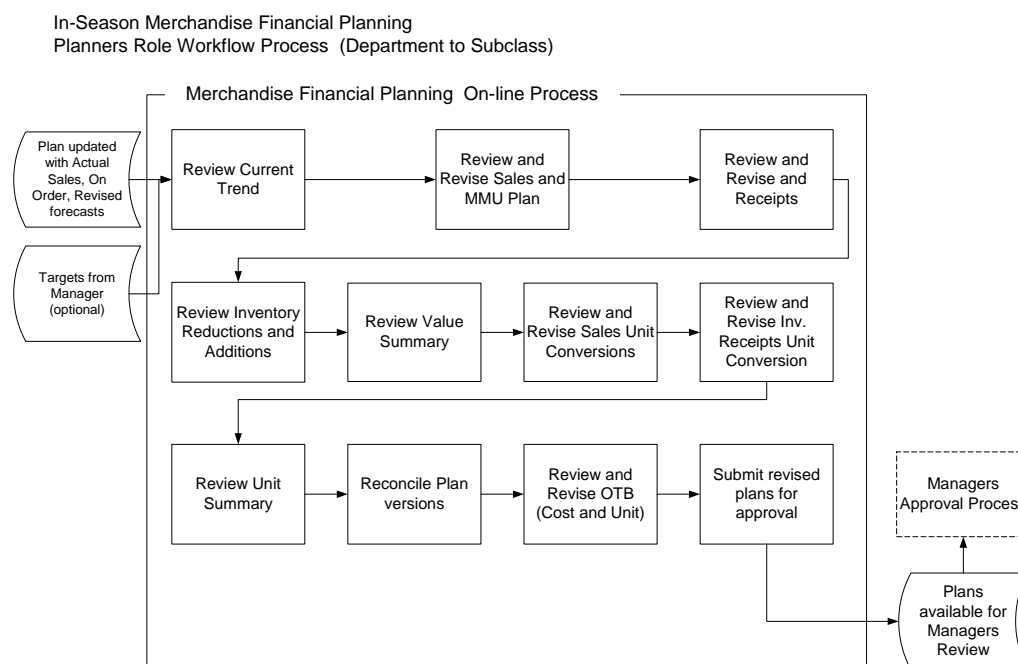 In-Season Merchandise Financial Planning
Planners Role Workflow Process (Department to Subclass)
Merchandise Financial Planning On-line Process
Plan updated
with Actual
Sales, On
Order, Revised
forecasts
Review Current
Trend
Review and
Revise Sales and
MMU Plan
Review and
Revise and
Receipts
Targets from
Manager
(optional)
Review Inventory
Reductions and
Additions
Review Value
Summary
Review and
Revise Sales Unit
Conversions
Review and
Revise Inv.
Receipts Unit
Conversion
Review Unit
Summary
Reconcile Plan
versions
Review and
Revise OTB
(Cost and Unit)
Submit revised
plans for
approval
Managers
Approval Process
Plans
available for
Managers
Review